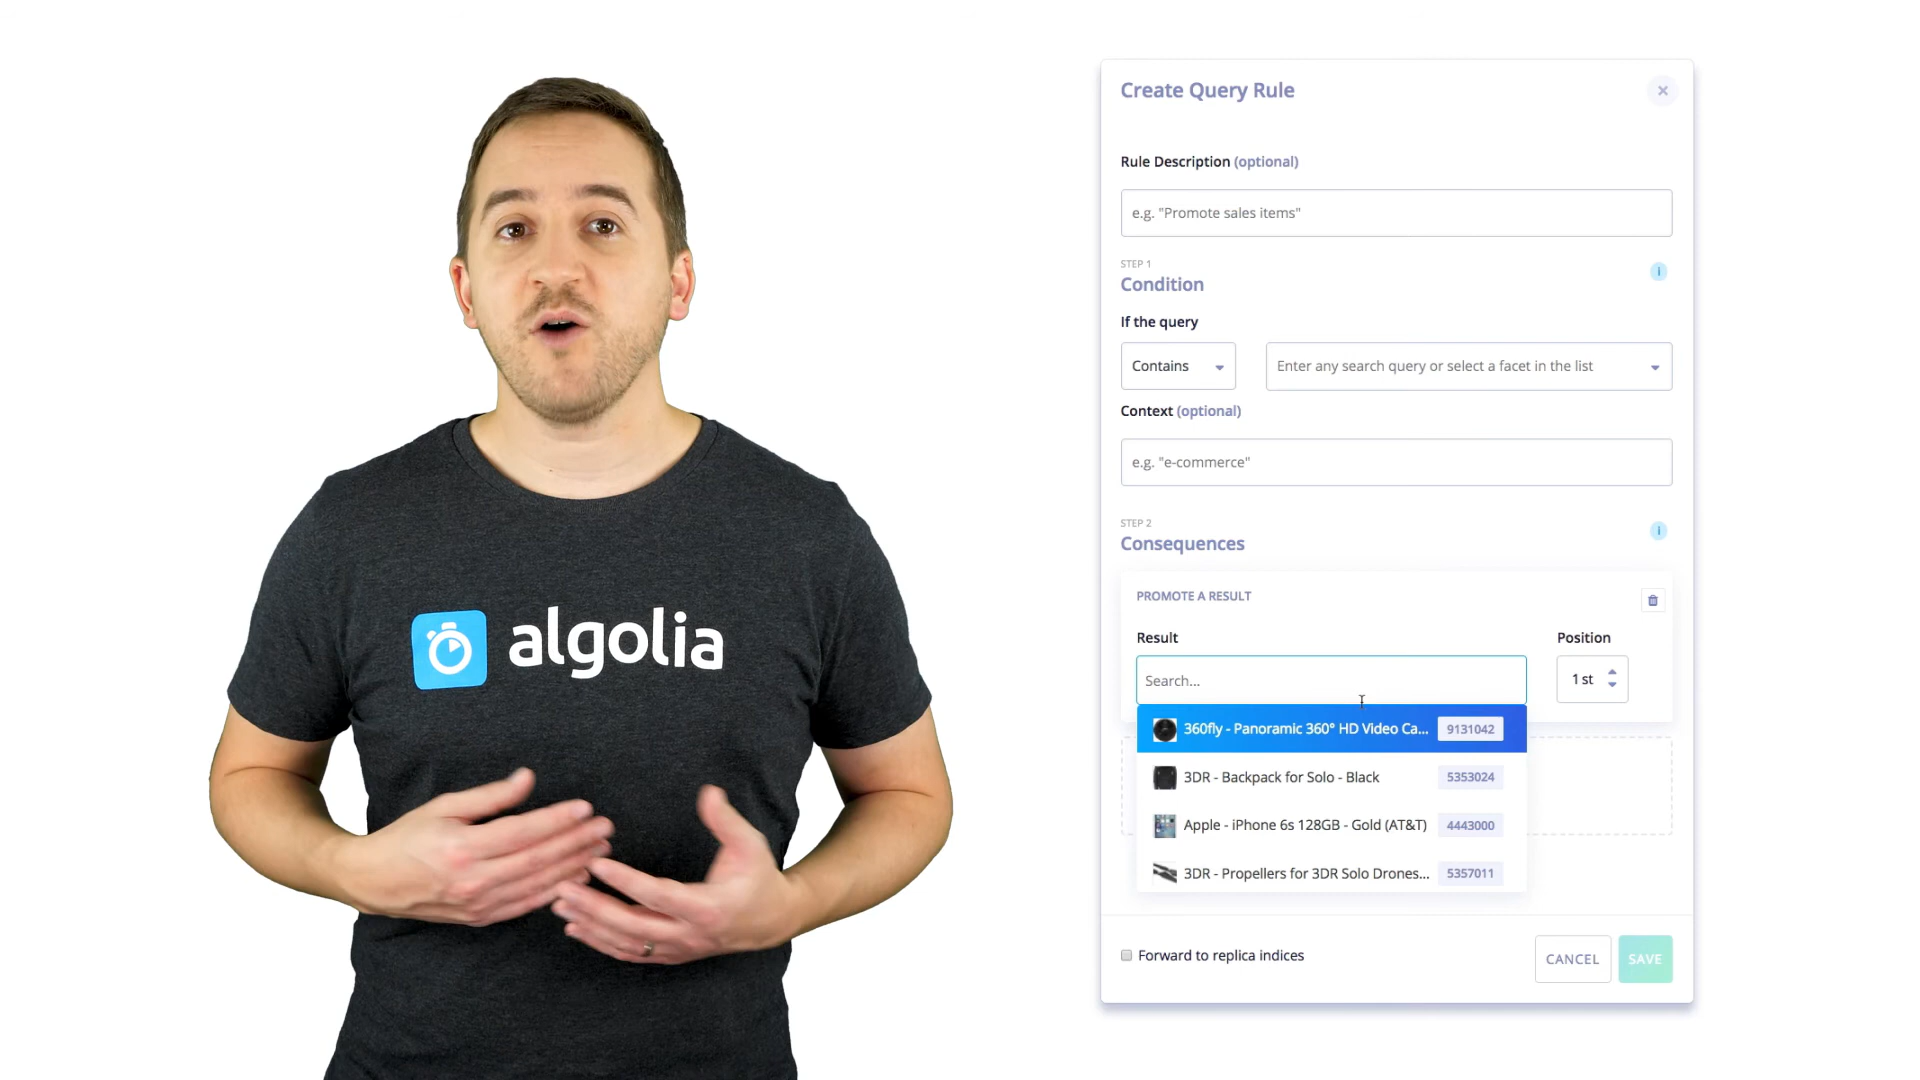 algolia
Create Query Rule
Rule Description (optional)
e.g. "Promote sales items"
STEP 1
Condition
If the query
Contains
Enter any search query or select a facet in the list
Context (optional)
e.g. "e-commerce"
STEP 2
Consequences
PROMOTE A RESULT
Result
Position
Search...
1 st
360fly - Panoramic 360° HD Video Ca... 9131042
3DR - Backpack for Solo - Black 5353024
Apple - iPhone 6s 128GB - Gold (AT&T) 4443000
3DR - Propellers for 3DR Solo Drones... 5357011
Forward to replica indices
CANCEL
SAVE